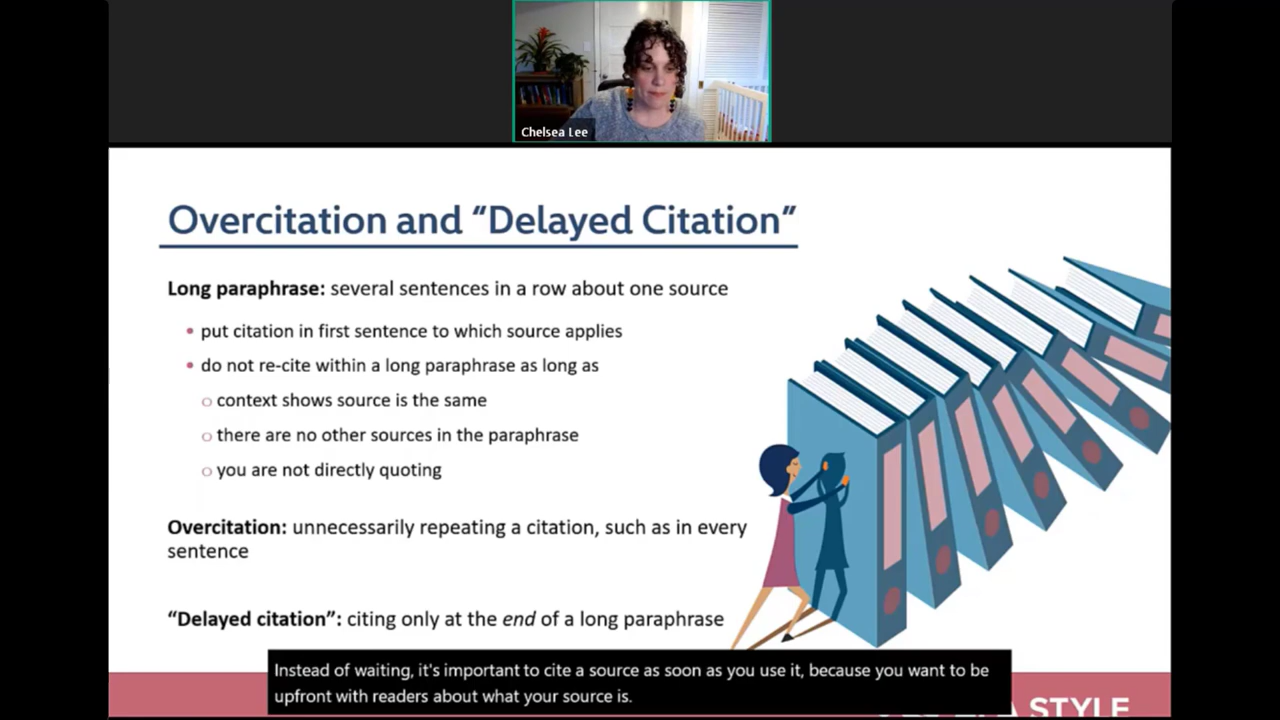 Chelsea Lee
Overcitation and “Delayed Citation”
Long paraphrase: several sentences in a row about one source
• put citation in first sentence to which source applies
• do not re-cite within a long paraphrase as long as
o context shows source is the same
o there are no other sources in the paraphrase
o you are not directly quoting
Overcitation: unnecessarily repeating a citation, such as in every
sentence
“Delayed citation”: citing only at the end of a long paraphrase
Instead of waiting, it's important to cite a source as soon as you use it, because you want to be
upfront with readers about what your source is.
STYLE